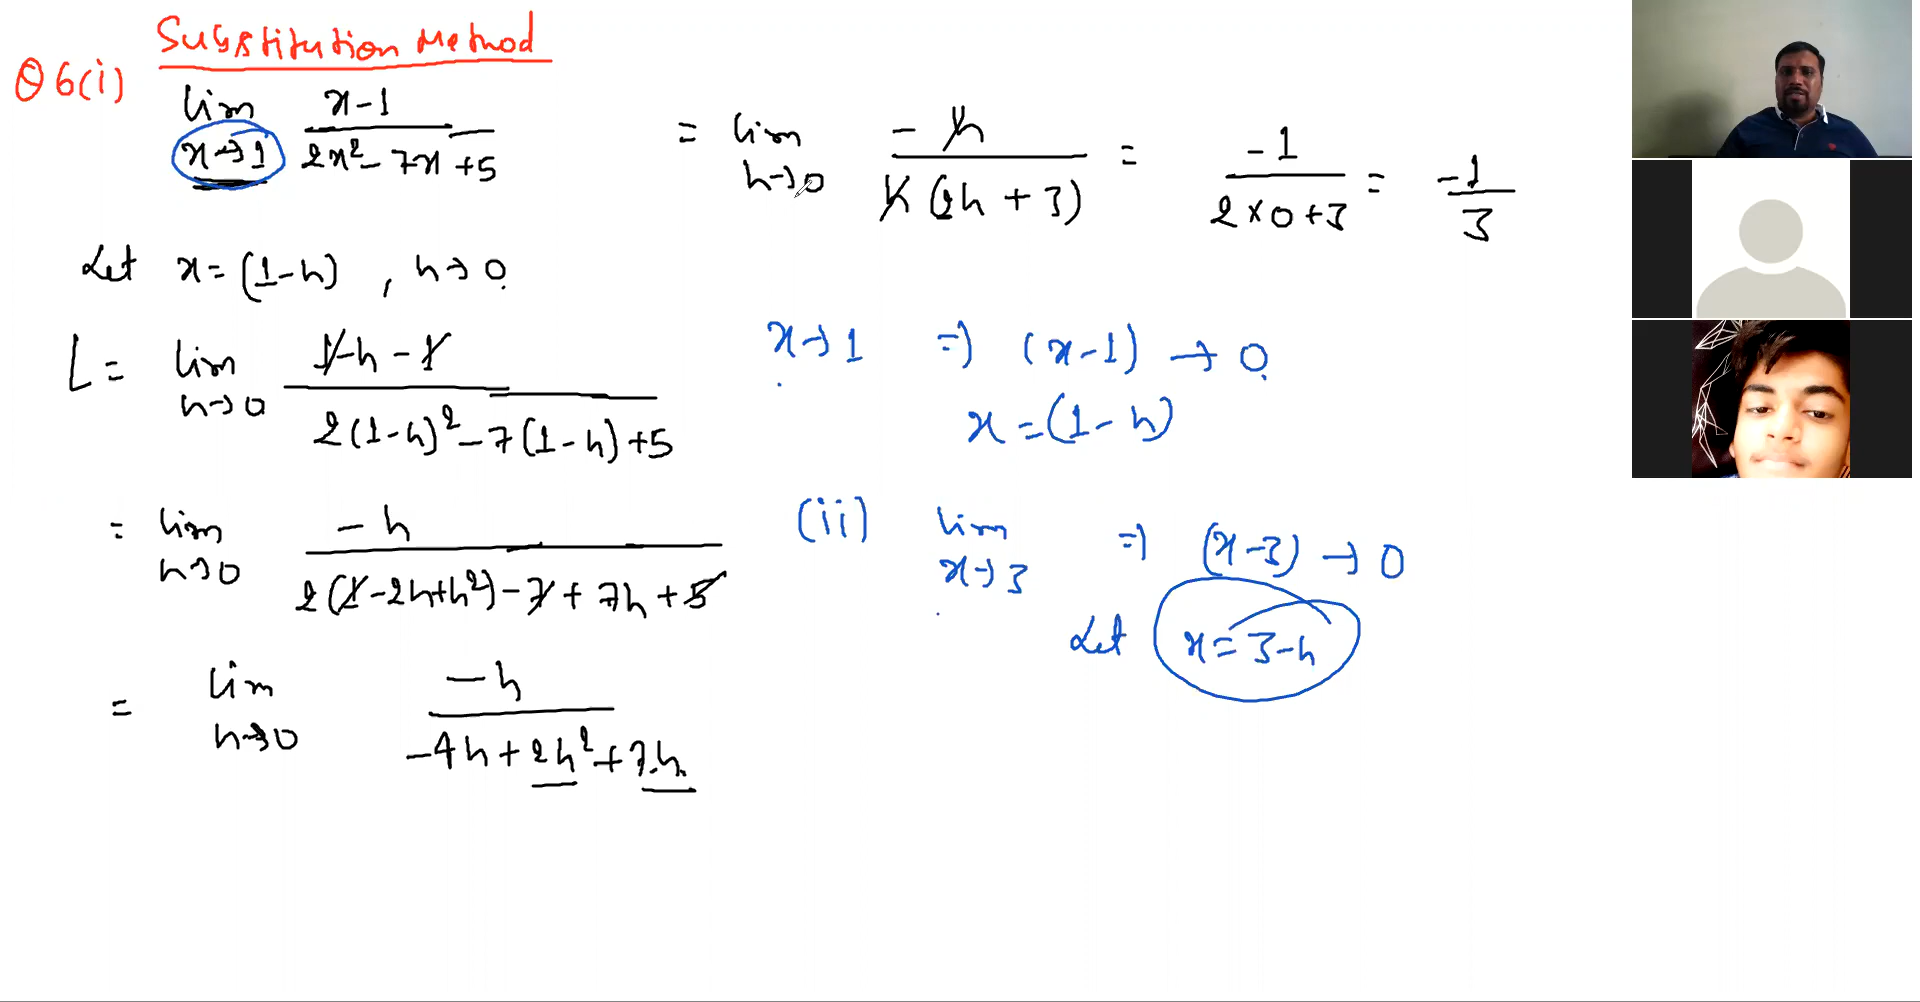 Substitution Method
Q 6(i)
lim x→1 (x-1)/(2x² - 7x + 5)
Let x = (1-h) , h→0
L = lim h→0 (1-h-1)/(2(1-h)² - 7(1-h) + 5)
= lim h→0 (-h)/(2(1-2h+h²) - 7 + 7h + 5)
= lim h→0 (-h)/(-4h + 2h² + 7h)
= lim h→0 (-h)/(h(2h + 3)) = (-1)/(2×0+3) = (-1)/3
x→1 ⇒ (x-1) → 0
x = (1-h)
(ii) lim x→3 ⇒ (x-3) → 0
Let x = 3-h